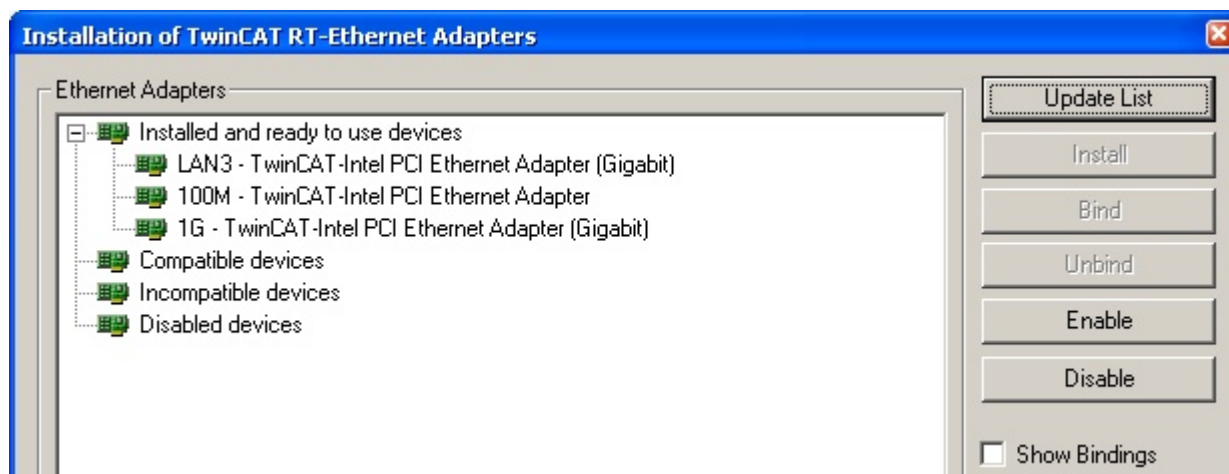 Installation of TwinCAT RT-Ethernet Adapters
Ethernet Adapters
Installed and ready to use devices
LAN3 - TwinCAT-Intel PCI Ethernet Adapter (Gigabit)
100M - TwinCAT-Intel PCI Ethernet Adapter
1G - TwinCAT-Intel PCI Ethernet Adapter (Gigabit)
Compatible devices
Incompatible devices
Disabled devices
Update List
Install
Bind
Unbind
Enable
Disable
Show Bindings